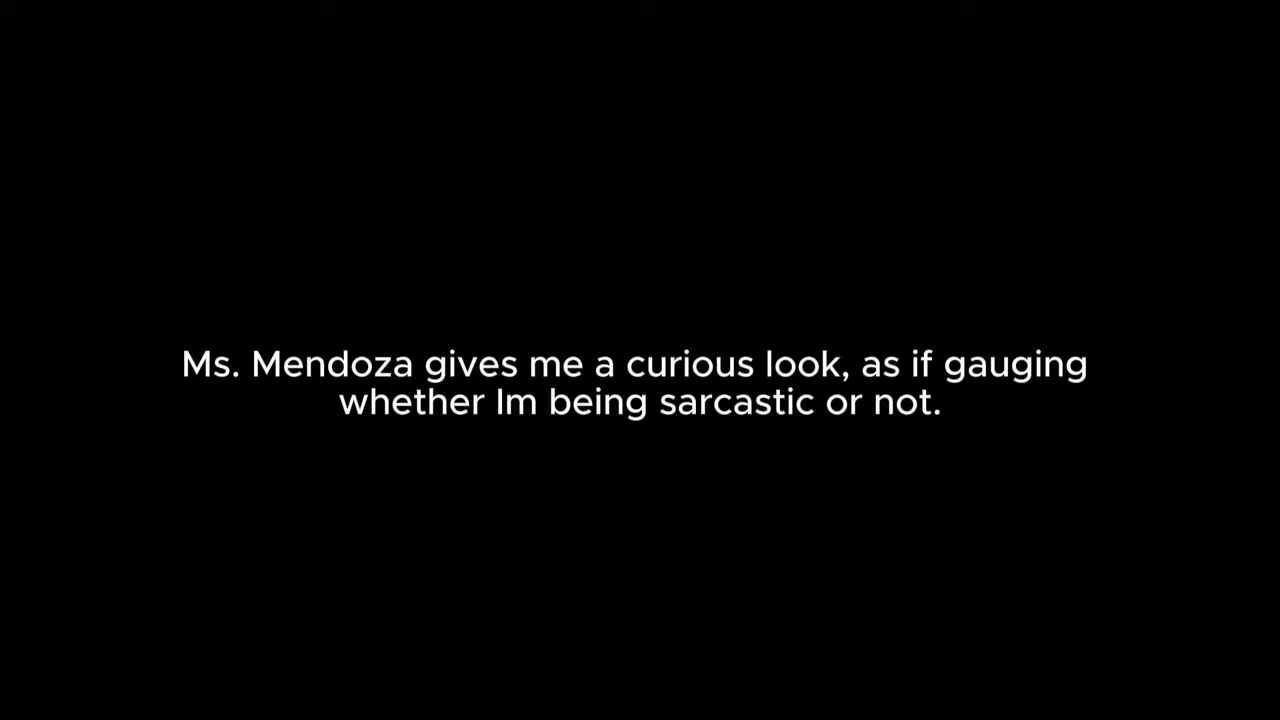 Ms. Mendoza gives me a curious look, as if gauging
whether Im being sarcastic or not.